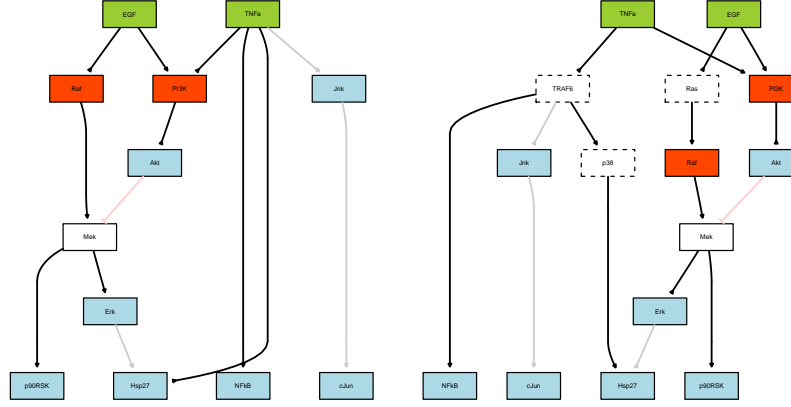 EGF
TNFa
Raf
PI3K
Jnk
Akt
Mek
Erk
p90RSK
Hsp27
NFkB
cJun
TNFa
EGF
TRAF6
Ras
PI3K
Jnk
p38
Raf
Akt
Mek
Erk
NFkB
cJun
Hsp27
p90RSK